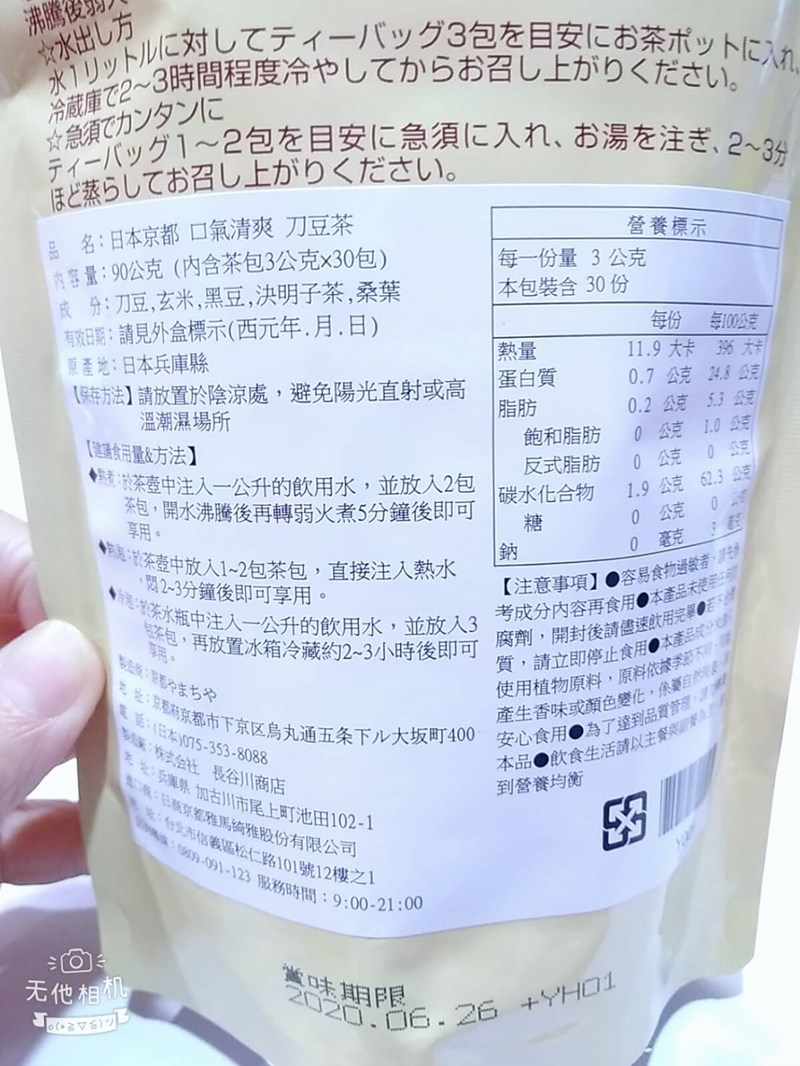 沸騰後弱火
☆水出し方
水1リットルに対してティーバッグ3包を目安にお茶ポットに入れ、
冷蔵庫で2～3時間程度冷やしてからお召し上がりください。
☆急須でカンタンに
ティーバッグ1～2包を目安に急須に入れ、お湯を注ぎ、2～3分
ほど蒸らしてお召し上がりください。
品 名：日本京都 口氣清爽 刀豆茶
內容量：90公克 (內含茶包3公克×30包)
成 分：刀豆,玄米,黑豆,決明子茶,桑葉
有效日期：請見外盒標示(西元年.月.日)
原產地：日本兵庫縣
【保存方法】請放置於陰涼處，避免陽光直射或高
溫潮濕場所
【建議食用量&方法】
◆熱煮：於茶壺中注入一公升的飲用水，並放入2包
茶包，開水沸騰後再轉弱火煮5分鐘後即可
享用。
◆熱泡：於茶壺中放入1~2包茶包，直接注入熱水
，悶2~3分鐘後即可享用。
◆冷泡：於茶水瓶中注入一公升的飲用水，並放入3
包茶包，再放置冰箱冷藏約2~3小時後即可
享用。
製造商：京都やまちや
地 址：京都府京都市下京区烏丸通五条下ル大坂町400
電 話：(日本)075-353-8088
製造廠：株式会社 長谷川商店
地 址：兵庫県 加古川市尾上町池田102-1
進口商：日商京都雅馬綺雅股份有限公司
地 址：台北市信義區松仁路101號12樓之1
0809-091-123 服務時間：9:00-21:00
營養標示
每一份量 3 公克
本包裝含 30 份
每份 每100公克
熱量 11.9 大卡 396 大卡
蛋白質 0.7 公克 24.8 公克
脂肪 0.2 公克 5.3 公克
飽和脂肪 0 公克 1.0 公克
反式脂肪 0 公克 0 公克
碳水化合物 1.9 公克 62.3 公克
糖 0 公克 0 公克
鈉 0 毫克 3 毫克
【注意事項】●容易食物過敏者，請先參
考成分內容再食用●本產品未使用任何防
腐劑，開封後請儘速飲用完畢●若不合體
質，請立即停止食用●本產品成分
使用植物原料，原料依據季節不同，可能
產生香味或顏色變化，係屬自然現象
安心食用●為了達到品質管理，請
本品●飲食生活請以主餐與副餐為
到營養均衡
賞味期限
2020.06.26 +YH01
无他相机